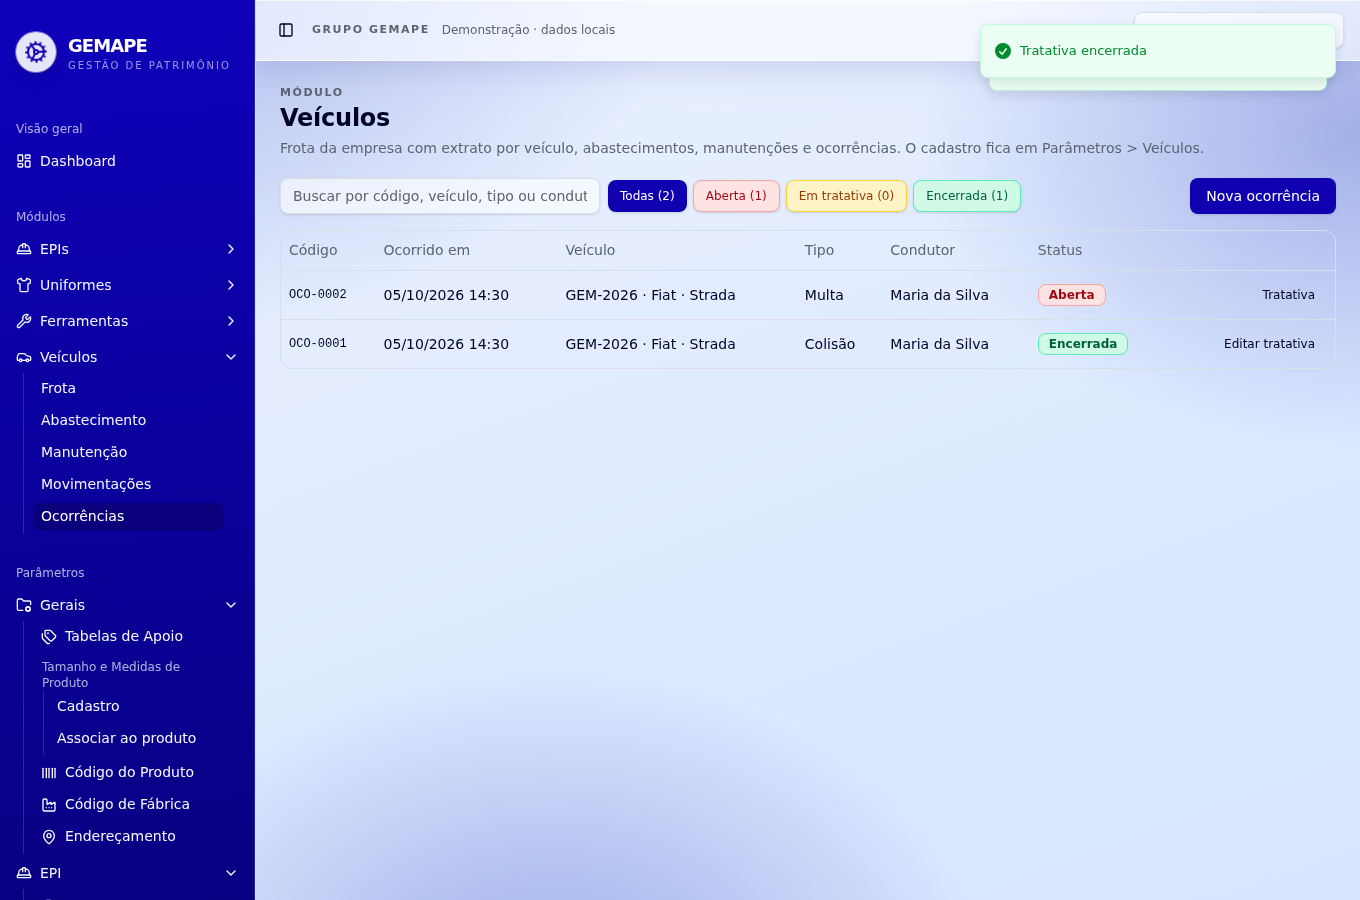 GEMAPE
GESTÃO DE PATRIMÔNIO
Visão geral
Dashboard
Módulos
EPIs
Uniformes
Ferramentas
Veículos
Frota
Abastecimento
Manutenção
Movimentações
Ocorrências
Parâmetros
Gerais
Tabelas de Apoio
Tamanho e Medidas de
Produto
Cadastro
Associar ao produto
Código do Produto
Código de Fábrica
Endereçamento
EPI
GRUPO GEMAPE Demonstração · dados locais
Tratativa encerrada
MÓDULO
Veículos
Frota da empresa com extrato por veículo, abastecimentos, manutenções e ocorrências. O cadastro fica em Parâmetros > Veículos.
Buscar por código, veículo, tipo ou condut Todas (2) Aberta (1) Em tratativa (0) Encerrada (1) Nova ocorrência
Código Ocorrido em Veículo Tipo Condutor Status
OCO-0002 05/10/2026 14:30 GEM-2026 · Fiat · Strada Multa Maria da Silva Aberta Tratativa
OCO-0001 05/10/2026 14:30 GEM-2026 · Fiat · Strada Colisão Maria da Silva Encerrada Editar tratativa